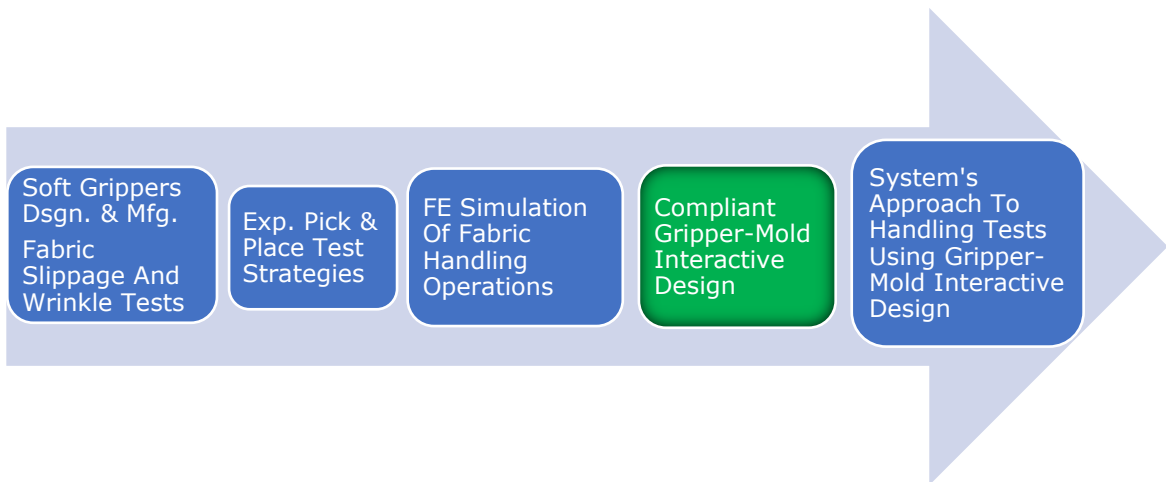 Soft Grippers
Dsgn. & Mfg.
Fabric
Slippage And
Wrinkle Tests
Exp. Pick &
Place Test
Strategies
FE Simulation
Of Fabric
Handling
Operations
Compliant
Gripper-Mold
Interactive
Design
System's
Approach To
Handling Tests
Using Gripper-
Mold Interactive
Design